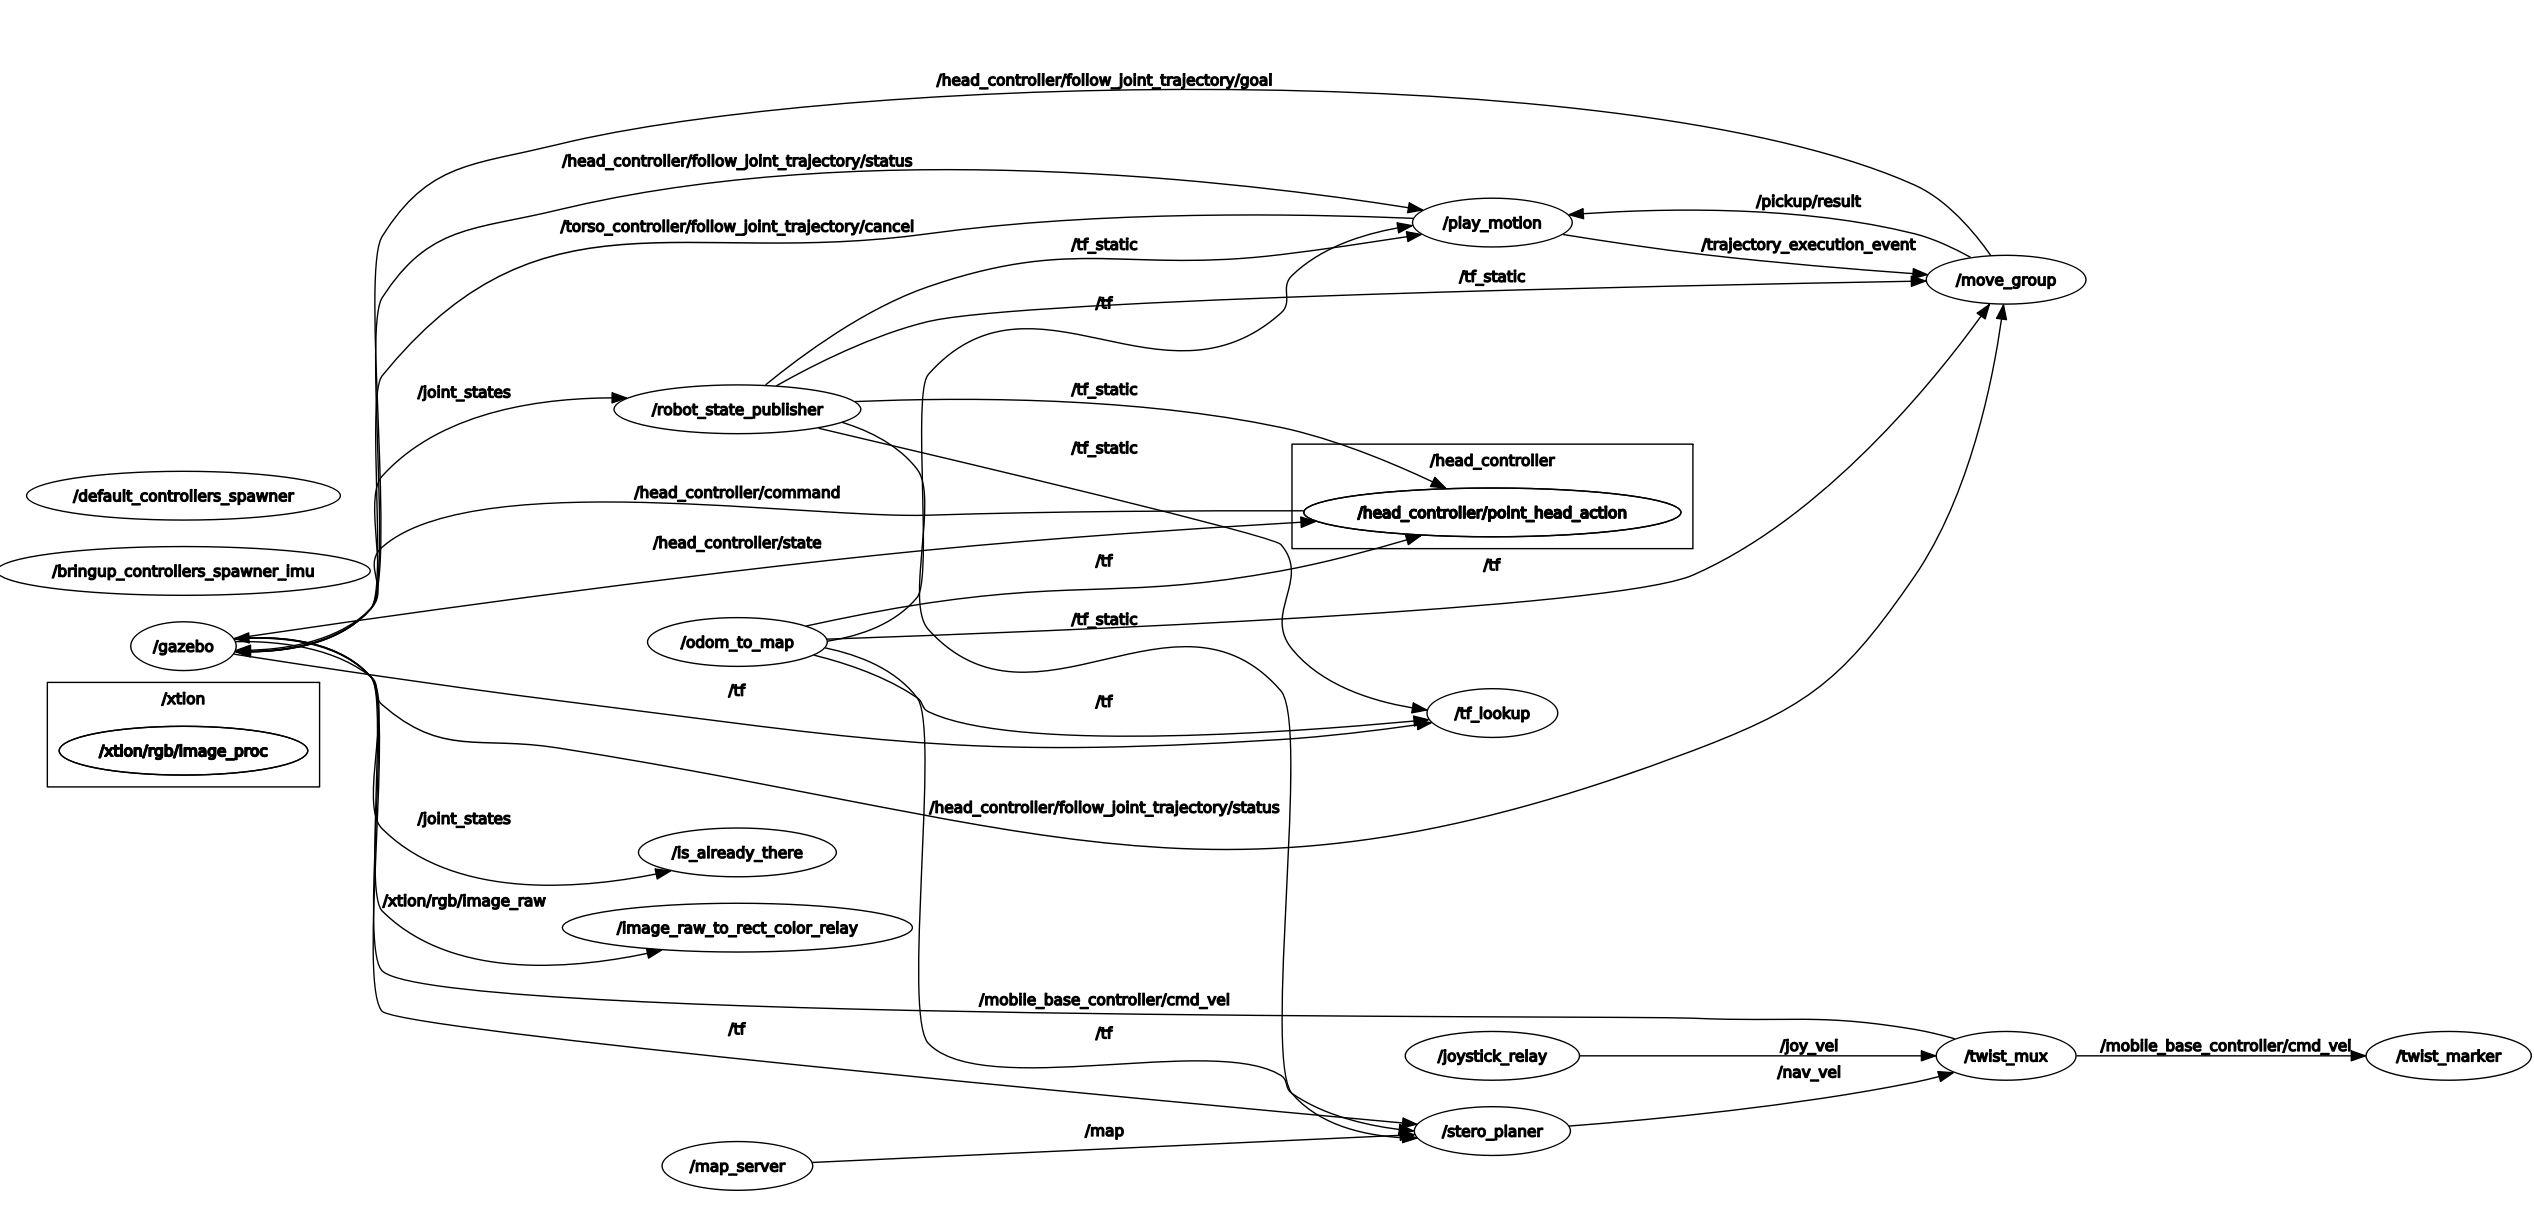 /head_controller/follow_joint_trajectory/goal
/head_controller/follow_joint_trajectory/status
/pickup/result
/torso_controller/follow_joint_trajectory/cancel
/play_motion
/tf_static
/trajectory_execution_event
/tf_static
/move_group
/tf
/joint_states
/tf_static
/robot_state_publisher
/tf_static
/head_controller
/head_controller/command
/default_controllers_spawner
/head_controller/point_head_action
/head_controller/state
/tf
/tf
/bringup_controllers_spawner_imu
/tf_static
/gazebo
/odom_to_map
/tf
/xtion
/tf
/tf_lookup
/xtion/rgb/image_proc
/head_controller/follow_joint_trajectory/status
/joint_states
/is_already_there
/xtion/rgb/image_raw
/image_raw_to_rect_color_relay
/mobile_base_controller/cmd_vel
/tf
/tf
/joy_vel
/mobile_base_controller/cmd_vel
/joystick_relay
/twist_mux
/twist_marker
/nav_vel
/map
/stero_planer
/map_server